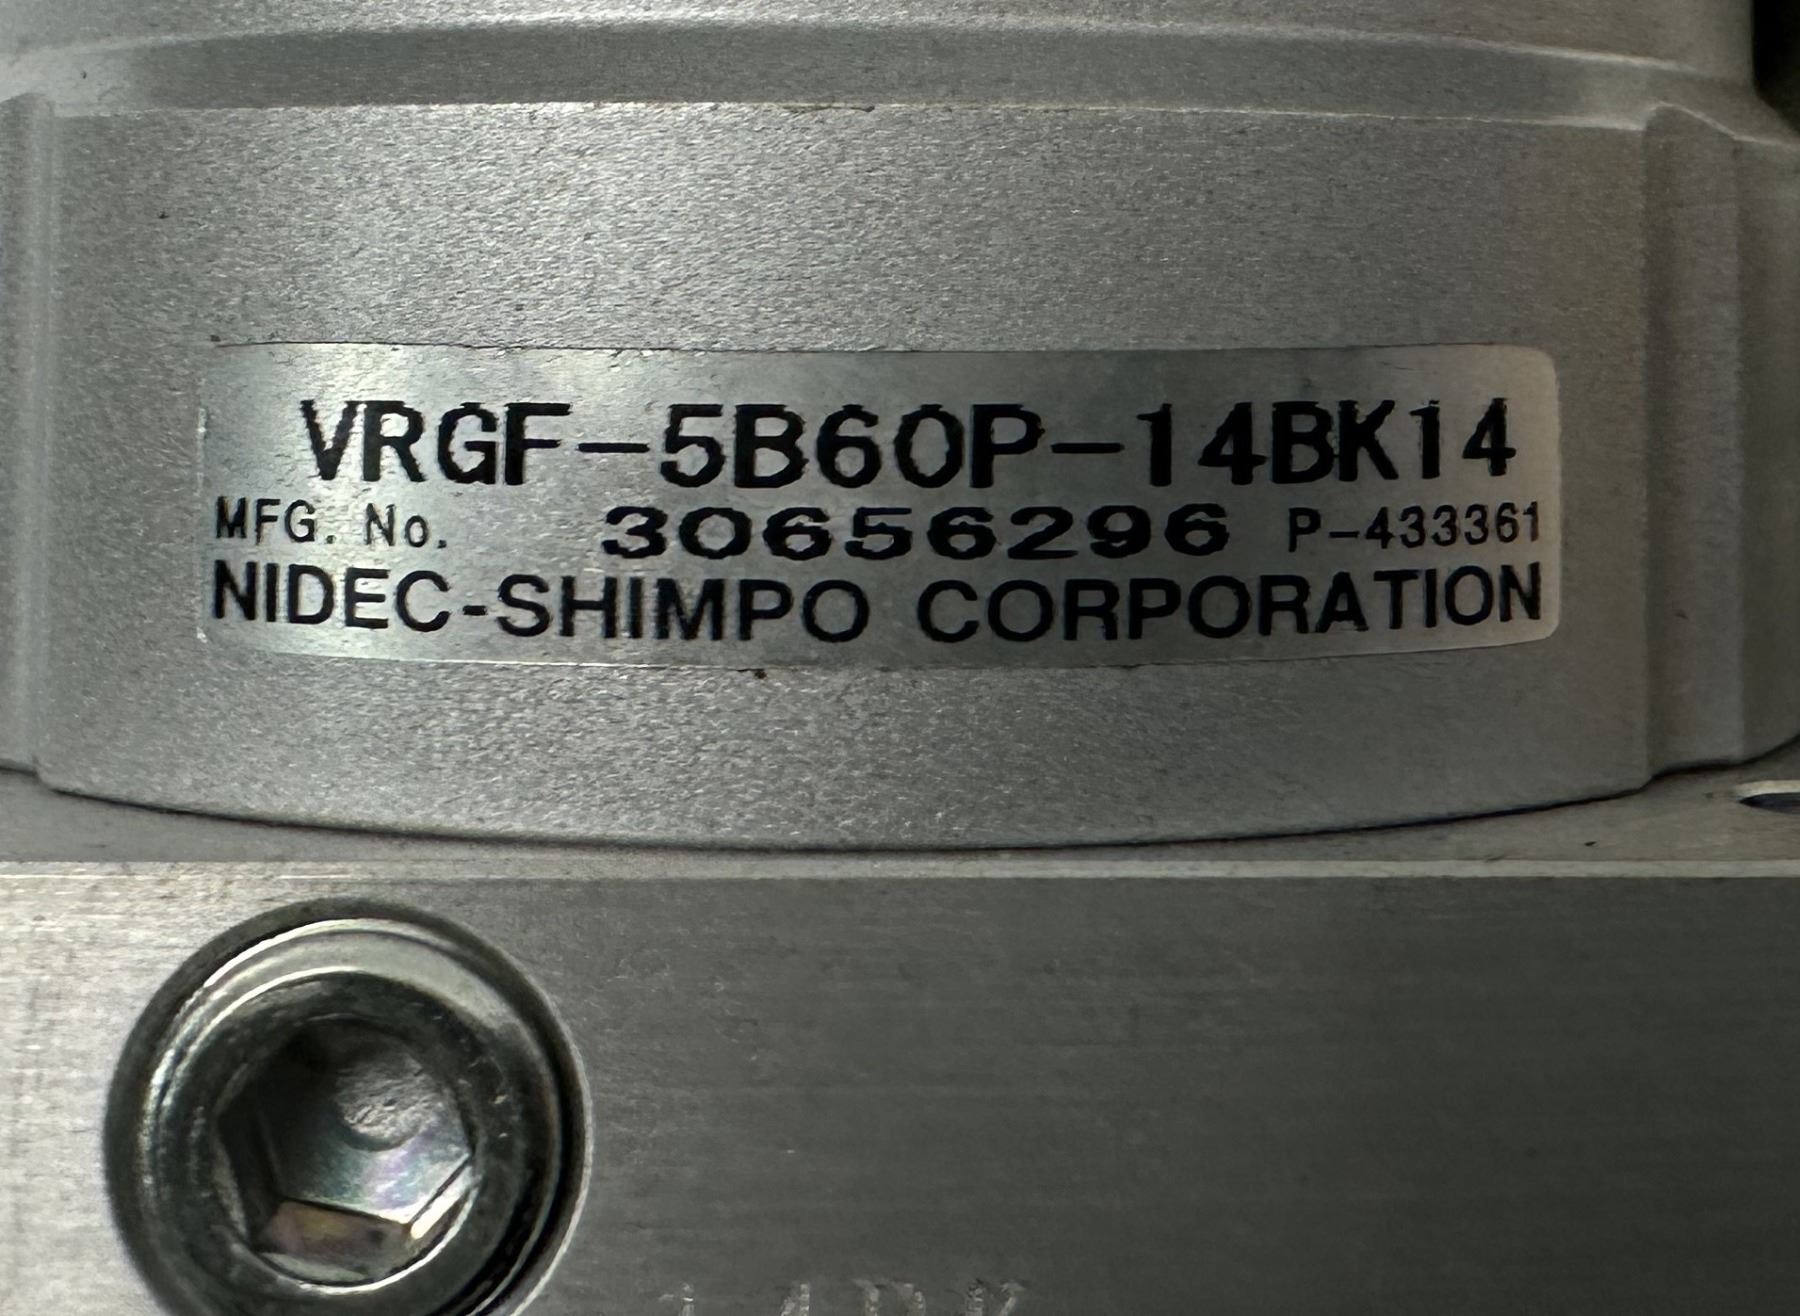 VRGF-5B60P-14BK14
MFG. No. 30656296 P-433361
NIDEC-SHIMPO CORPORATION